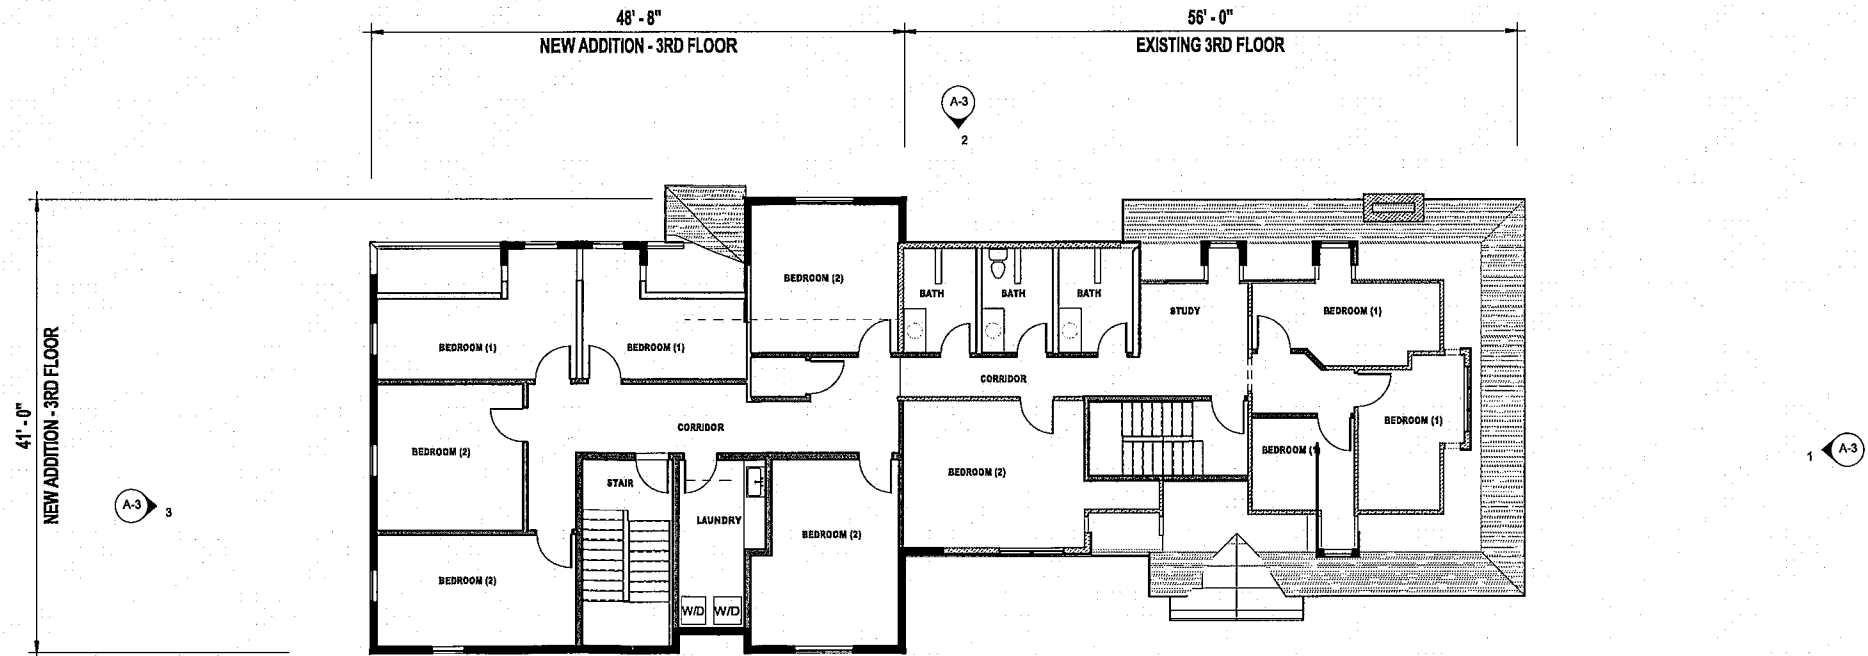 48' - 8"
NEW ADDITION - 3RD FLOOR
56' - 0"
EXISTING 3RD FLOOR
A-3
2
41' - 0"
NEW ADDITION - 3RD FLOOR
A-3
3
1
A-3
BEDROOM (2)
BATH
BATH
BATH
STUDY
BEDROOM (1)
BEDROOM (1)
BEDROOM (1)
CORRIDOR
BEDROOM (1)
CORRIDOR
BEDROOM (2)
BEDROOM (1)
BEDROOM (2)
STAIR
LAUNDRY
BEDROOM (2)
BEDROOM (2)
W/D
W/D